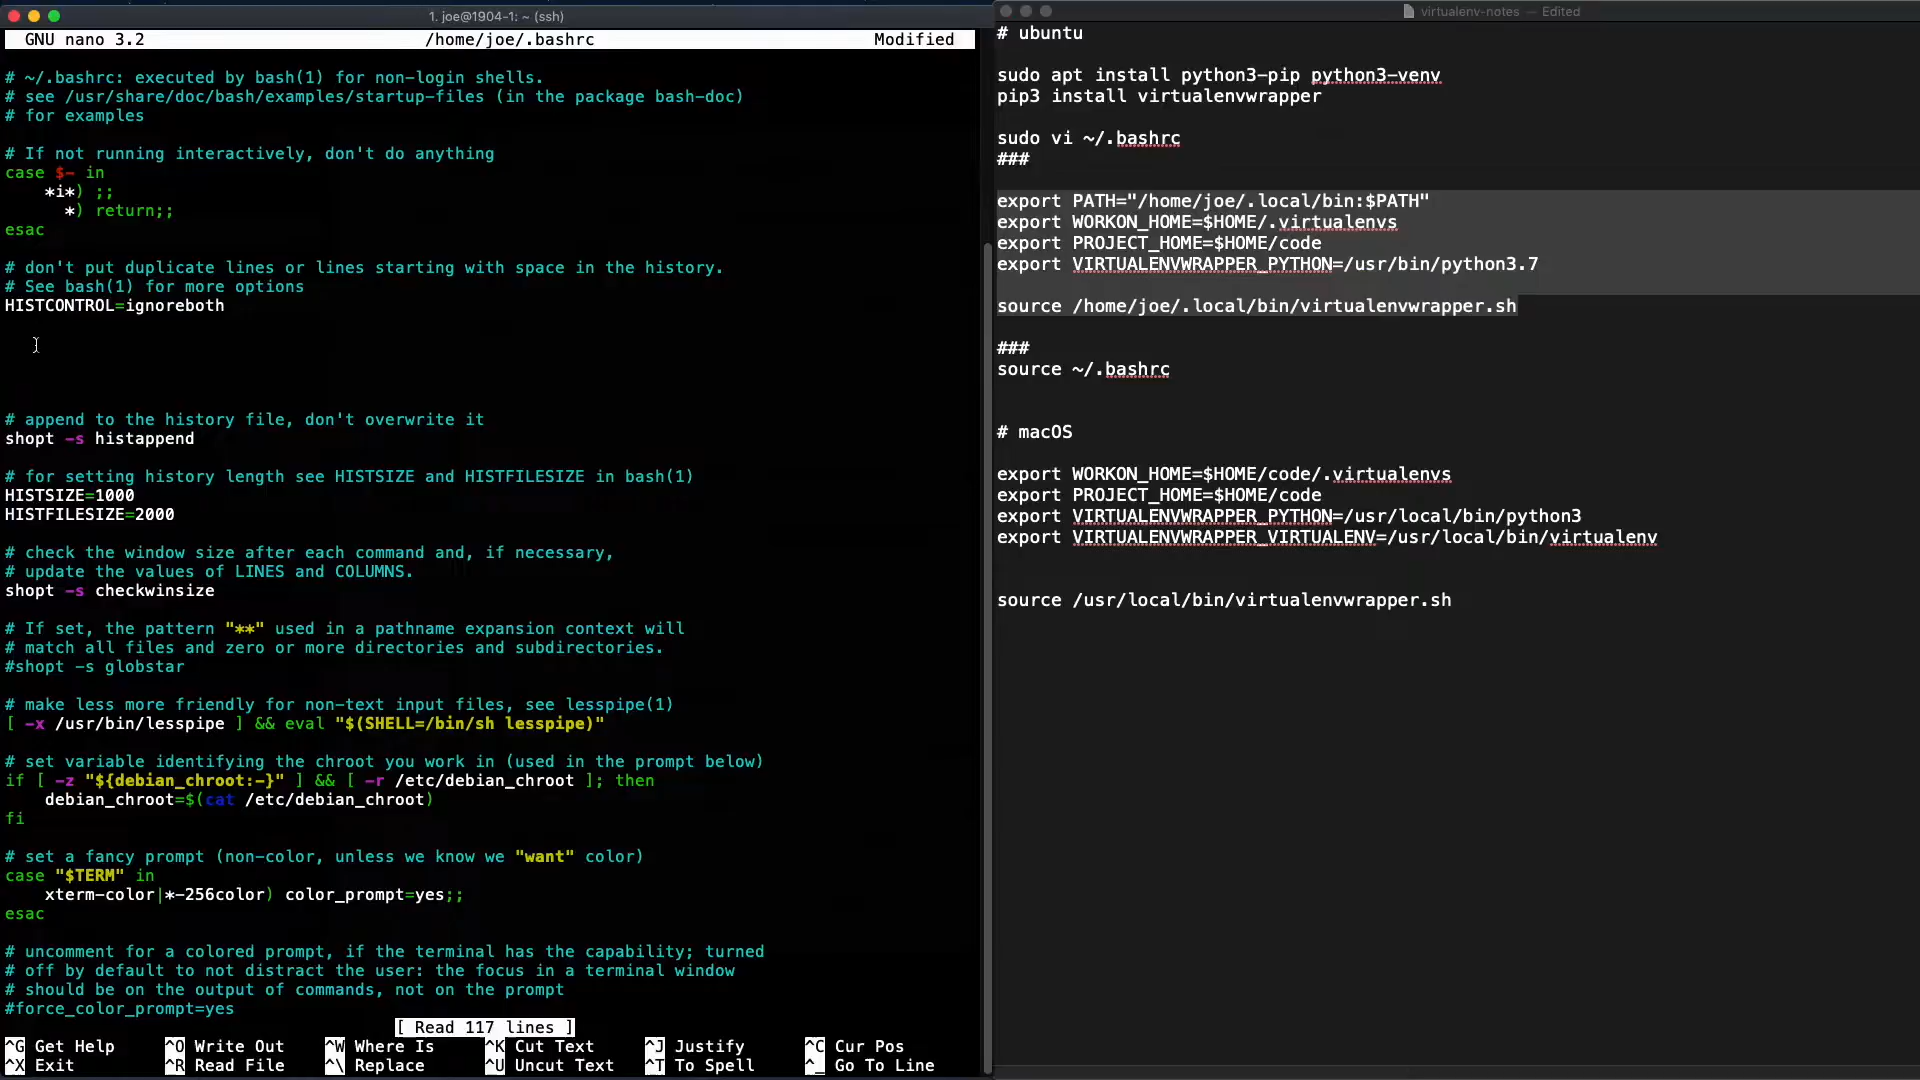 1. joe@1904-1: ~ (ssh)
GNU nano 3.2 /home/joe/.bashrc Modified
# ~/.bashrc: executed by bash(1) for non-login shells.
# see /usr/share/doc/bash/examples/startup-files (in the package bash-doc)
# for examples
# If not running interactively, don't do anything
case $- in
*i*) ;;
*) return;;
esac
# don't put duplicate lines or lines starting with space in the history.
# See bash(1) for more options
HISTCONTROL=ignoreboth
# append to the history file, don't overwrite it
shopt -s histappend
# for setting history length see HISTSIZE and HISTFILESIZE in bash(1)
HISTSIZE=1000
HISTFILESIZE=2000
# check the window size after each command and, if necessary,
# update the values of LINES and COLUMNS.
shopt -s checkwinsize
# If set, the pattern "**" used in a pathname expansion context will
# match all files and zero or more directories and subdirectories.
#shopt -s globstar
# make less more friendly for non-text input files, see lesspipe(1)
[ -x /usr/bin/lesspipe ] && eval "$(SHELL=/bin/sh lesspipe)"
# set variable identifying the chroot you work in (used in the prompt below)
if [ -z "${debian_chroot:-}" ] && [ -r /etc/debian_chroot ]; then
debian_chroot=$(cat /etc/debian_chroot)
fi
# set a fancy prompt (non-color, unless we know we "want" color)
case "$TERM" in
xterm-color|*-256color) color_prompt=yes;;
esac
# uncomment for a colored prompt, if the terminal has the capability; turned
# off by default to not distract the user: the focus in a terminal window
# should be on the output of commands, not on the prompt
#force_color_prompt=yes
[ Read 117 lines ]
^G Get Help ^O Write Out ^W Where Is ^K Cut Text ^J Justify ^C Cur Pos
^X Exit ^R Read File ^\ Replace ^U Uncut Text ^T To Spell ^_ Go To Line
virtualenv-notes — Edited
# ubuntu
sudo apt install python3-pip python3-venv
pip3 install virtualenvwrapper
sudo vi ~/.bashrc
###
export PATH="/home/joe/.local/bin:$PATH"
export WORKON_HOME=$HOME/.virtualenvs
export PROJECT_HOME=$HOME/code
export VIRTUALENVWRAPPER_PYTHON=/usr/bin/python3.7
source /home/joe/.local/bin/virtualenvwrapper.sh
###
source ~/.bashrc
# macOS
export WORKON_HOME=$HOME/code/.virtualenvs
export PROJECT_HOME=$HOME/code
export VIRTUALENVWRAPPER_PYTHON=/usr/local/bin/python3
export VIRTUALENVWRAPPER_VIRTUALENV=/usr/local/bin/virtualenv
source /usr/local/bin/virtualenvwrapper.sh